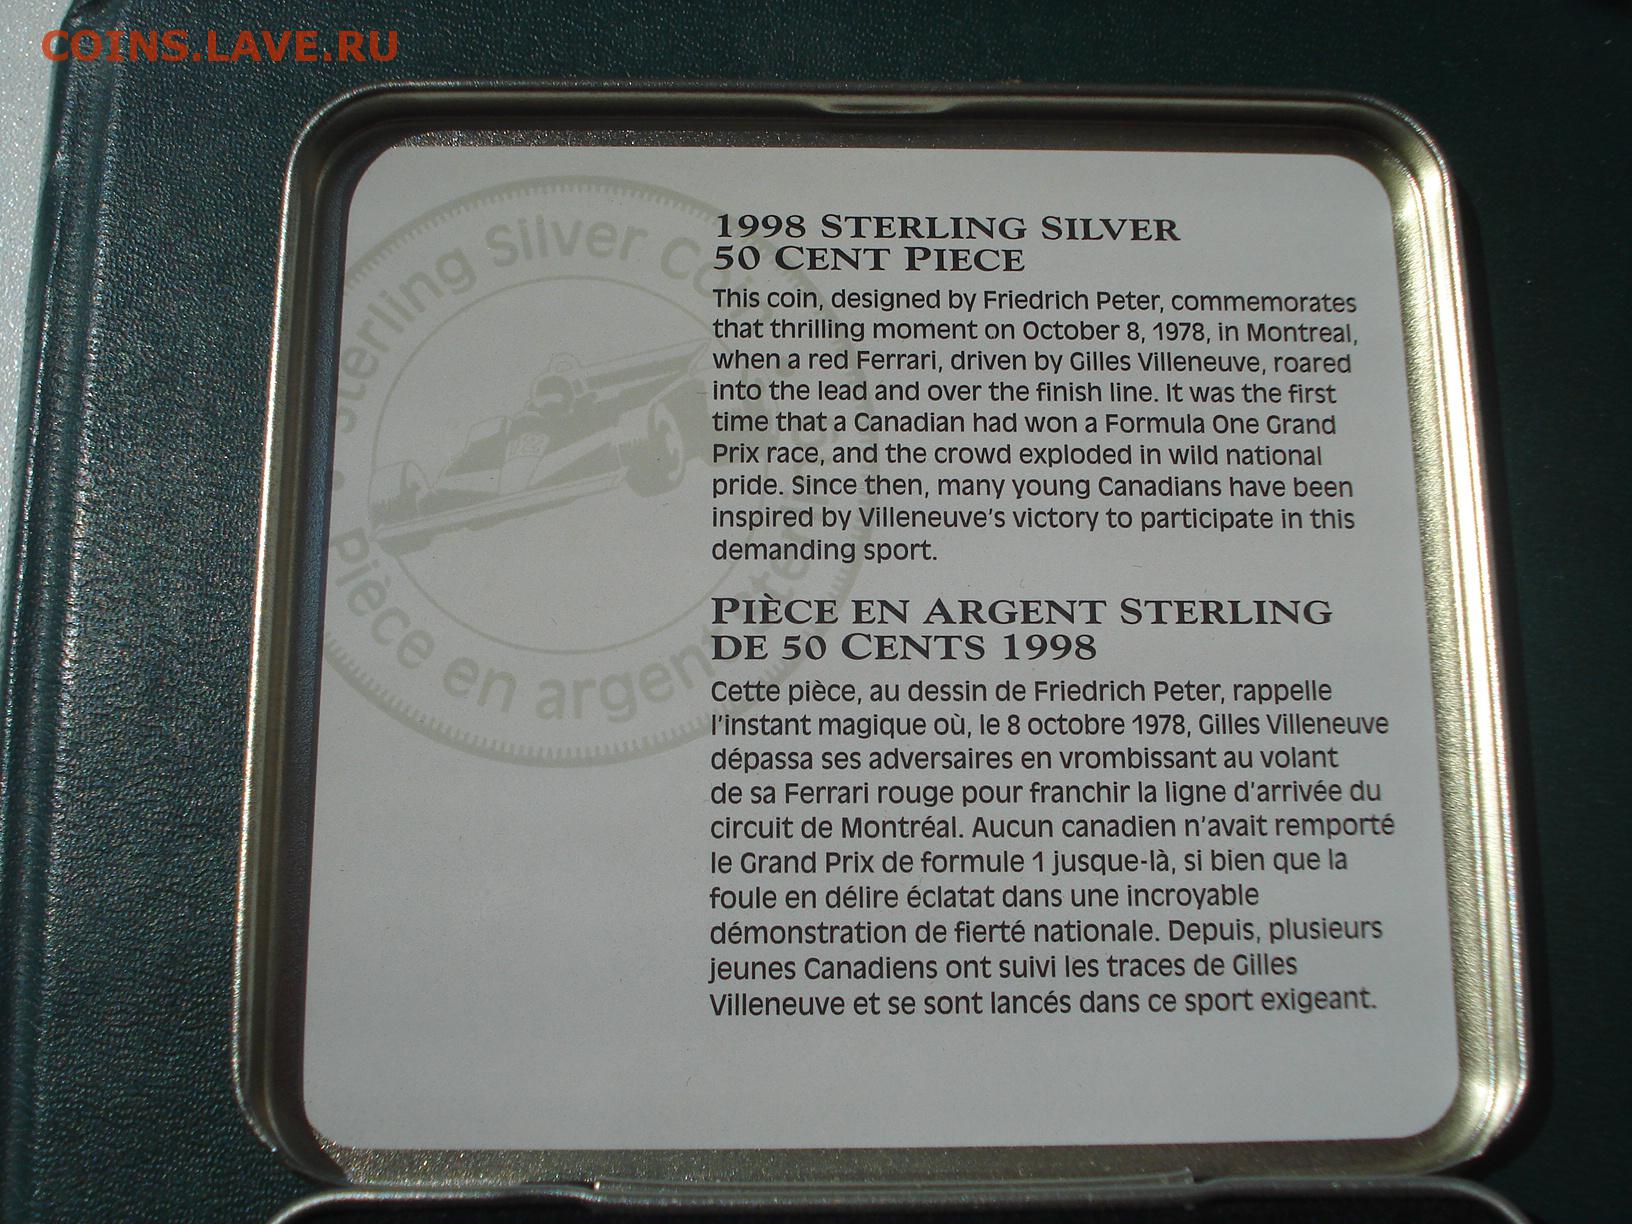 COINS.LAVE.RU
1998 STERLING SILVER
50 CENT PIECE
This coin, designed by Friedrich Peter, commemorates
that thrilling moment on October 8, 1978, in Montreal,
when a red Ferrari, driven by Gilles Villeneuve, roared
into the lead and over the finish line. It was the first
time that a Canadian had won a Formula One Grand
Prix race, and the crowd exploded in wild national
pride. Since then, many young Canadians have been
inspired by Villeneuve's victory to participate in this
demanding sport.
PIÈCE EN ARGENT STERLING
DE 50 CENTS 1998
Cette pièce, au dessin de Friedrich Peter, rappelle
l'instant magique où, le 8 octobre 1978, Gilles Villeneuve
dépassa ses adversaires en vrombissant au volant
de sa Ferrari rouge pour franchir la ligne d'arrivée du
circuit de Montréal. Aucun canadien n'avait remporté
le Grand Prix de formule 1 jusque-là, si bien que la
foule en délire éclatat dans une incroyable
démonstration de fierté nationale. Depuis, plusieurs
jeunes Canadiens ont suivi les traces de Gilles
Villeneuve et se sont lancés dans ce sport exigeant.
Sterling Silver
Pièce en argent sterling